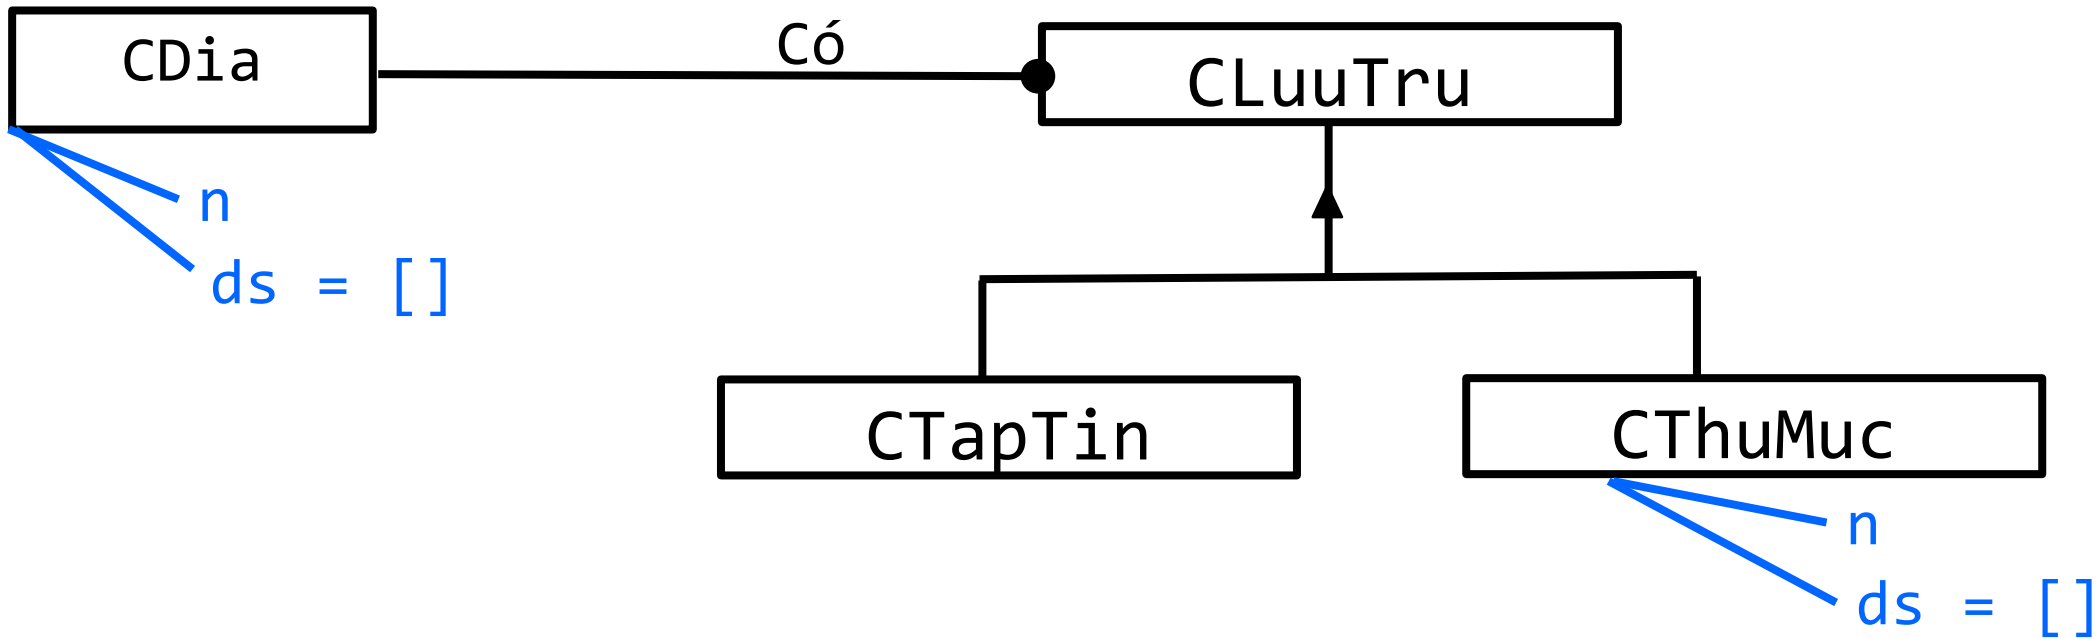 CDia
Có
CLuuTru
n
ds = []
CTapTin
CThuMuc
n
ds = []